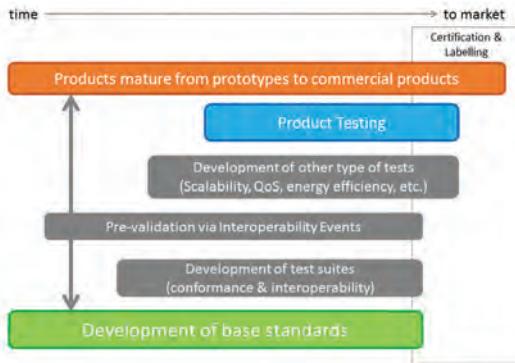 time to market
Certification &
Labelling
Products mature from prototypes to commercial products
Product Testing
Development of other type of tests
(Scalability, QoS, energy efficiency, etc.)
Pre-validation via Interoperability Events
Development of test suites
(conformance & interoperability)
Development of base standards